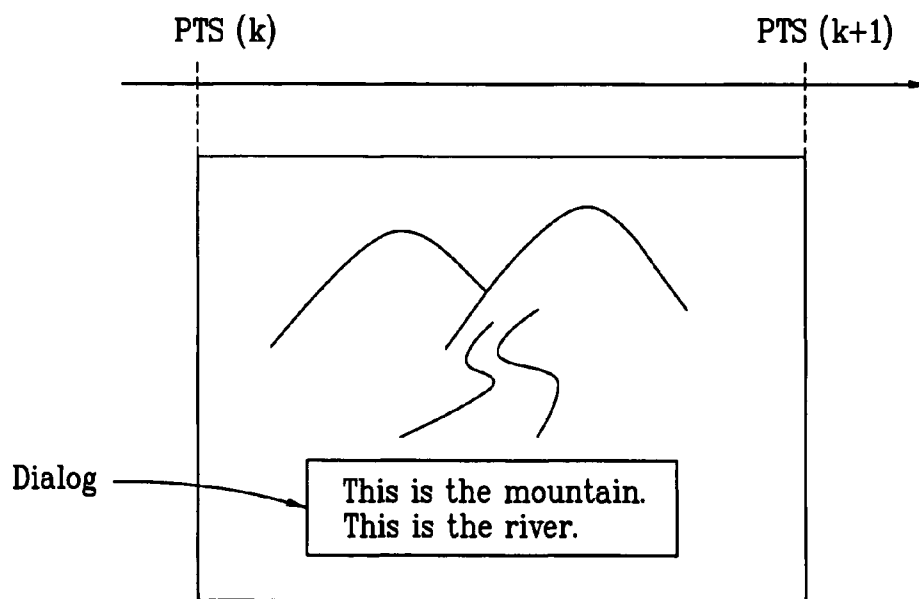 PTS (k)
PTS (k+1)
Dialog
This is the mountain.
This is the river.